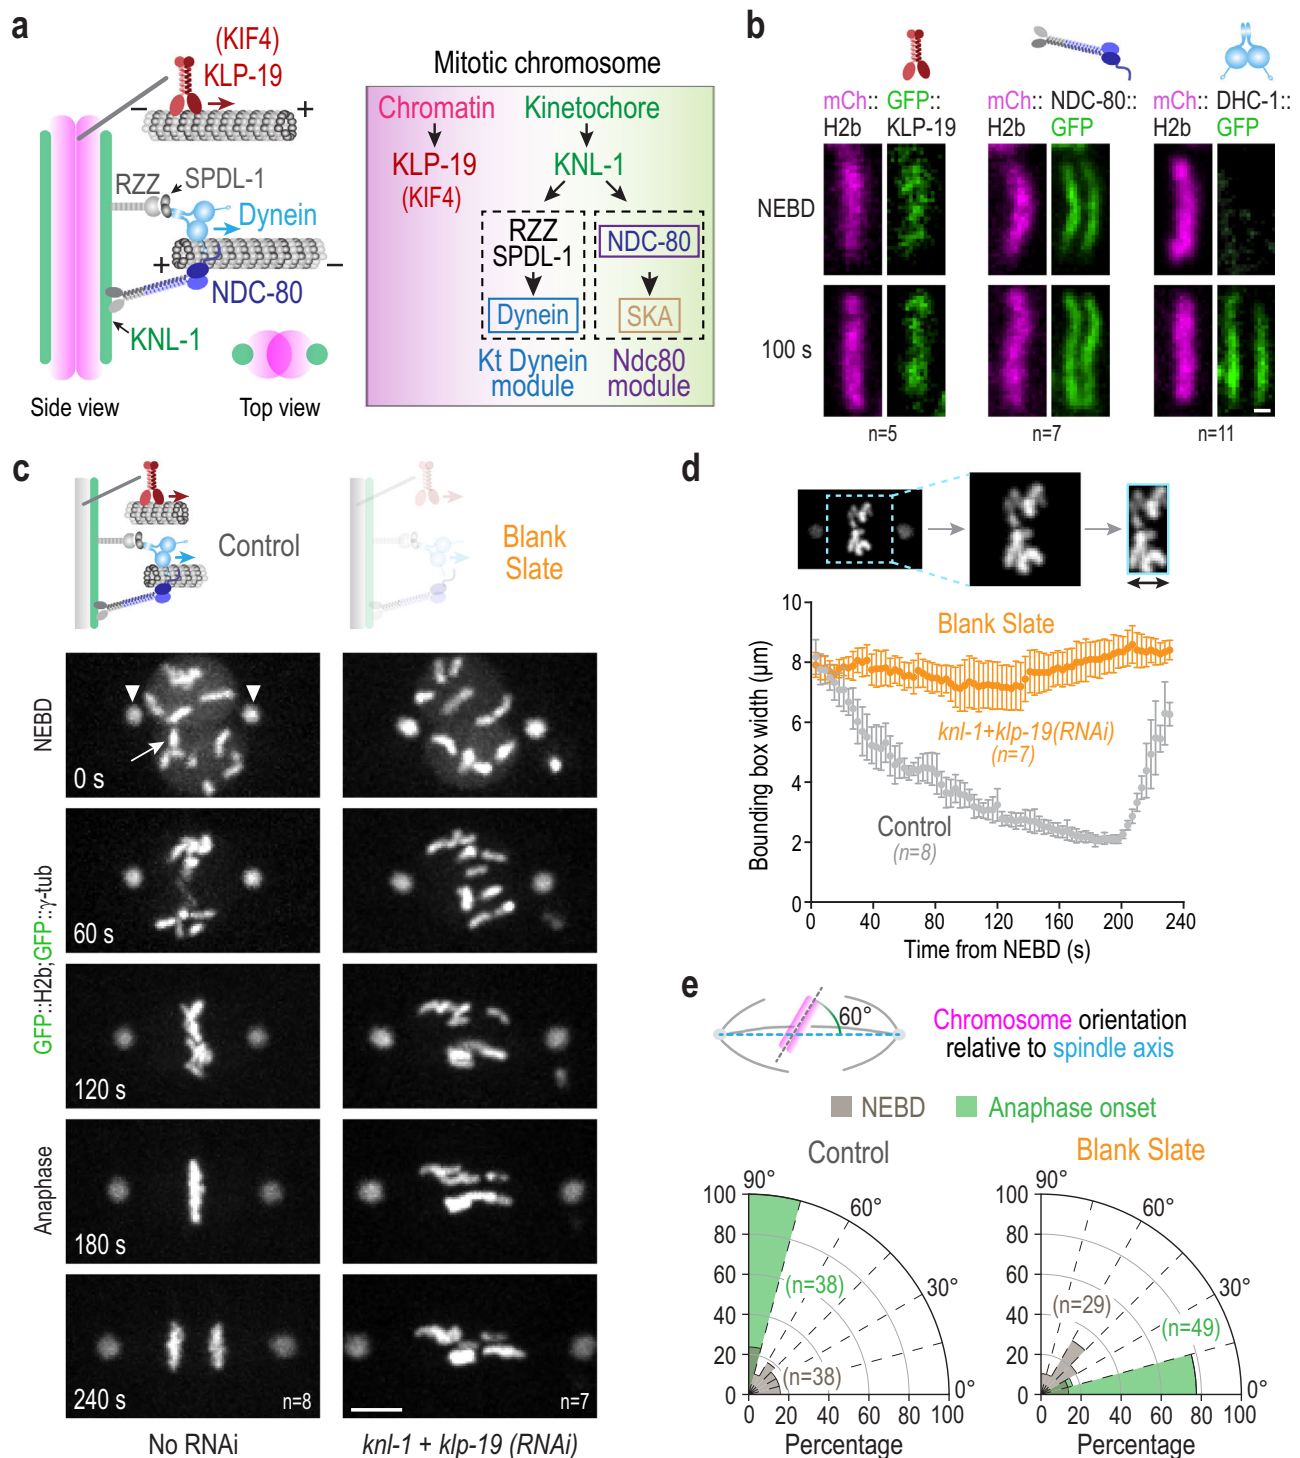 a
(KIF4)
KLP-19
−
+
RZZ
SPDL-1
Dynein
+
−
NDC-80
KNL-1
Side view
Top view
Mitotic chromosome
Chromatin
Kinetochore
KLP-19
(KIF4)
KNL-1
RZZ
SPDL-1
NDC-80
Dynein
SKA
Kt Dynein
module
Ndc80
module
b
mCh:: GFP::
H2b KLP-19
mCh:: NDC-80::
H2b GFP
mCh:: DHC-1::
H2b GFP
NEBD
100 s
n=5
n=7
n=11
c
Control
Blank
Slate
GFP::H2b;GFP::γ-tub
NEBD
0 s
60 s
120 s
Anaphase
180 s
240 s
n=8
n=7
No RNAi
knl-1 + klp-19 (RNAi)
d
Bounding box width (µm)
10
8
6
4
2
0
Blank Slate
knl-1+klp-19(RNAi)
(n=7)
Control
(n=8)
0 40 80 120 160 200 240
Time from NEBD (s)
e
60°
Chromosome orientation
relative to spindle axis
NEBD
Anaphase onset
Control
90°
60°
30°
0°
100
80
60
40
20
0
(n=38)
(n=38)
0 20 40 60 80 100
Percentage
Blank Slate
90°
60°
30°
0°
100
80
60
40
20
0
(n=29)
(n=49)
0 20 40 60 80 100
Percentage